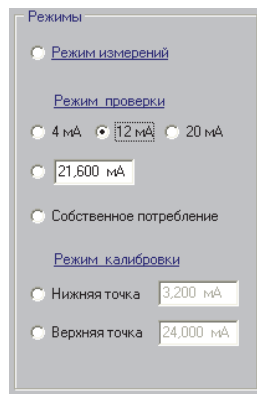 Режимы
Режим измерений
Режим проверки
4 мА 12 мА 20 мА
21,600 мА
Собственное потребление
Режим калибровки
Нижняя точка 3,200 мА
Верхняя точка 24,000 мА